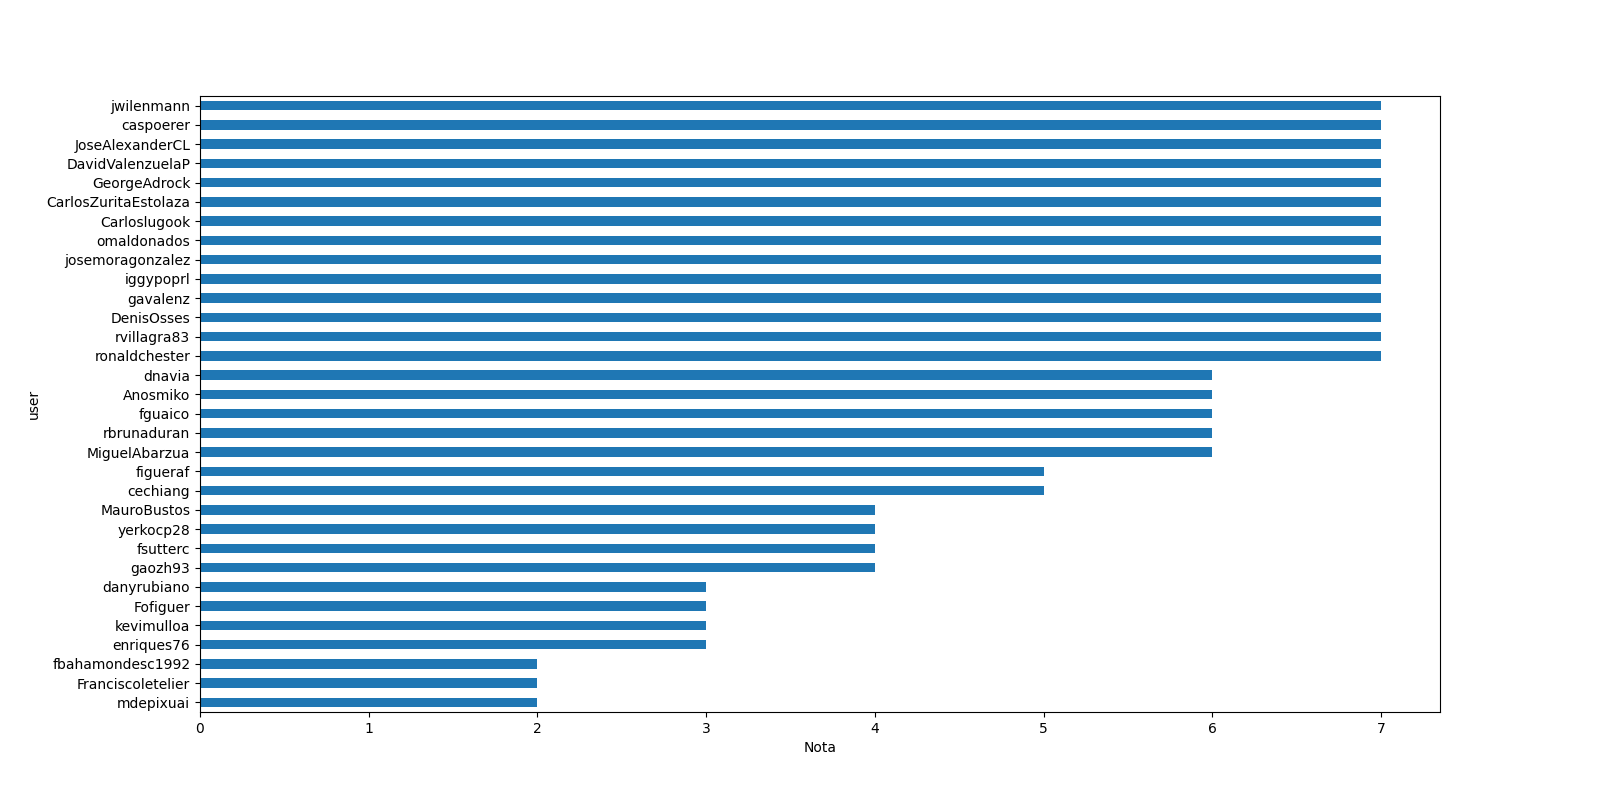 jwilenmann
caspoerer
JoseAlexanderCL
DavidValenzuelaP
GeorgeAdrock
CarlosZuritaEstolaza
Carloslugook
omaldonados
josemoragonzalez
iggypoprl
gavalenz
DenisOsses
rvillagra83
ronaldchester
dnavia
Anosmiko
fguaico
rbrunaduran
MiguelAbarzua
figueraf
cechiang
MauroBustos
yerkocp28
fsutterc
gaozh93
danyrubiano
Fofiguer
kevimulloa
enriques76
fbahamondesc1992
Franciscoletelier
mdepixuai
user
0 1 2 3 4 5 6 7
Nota